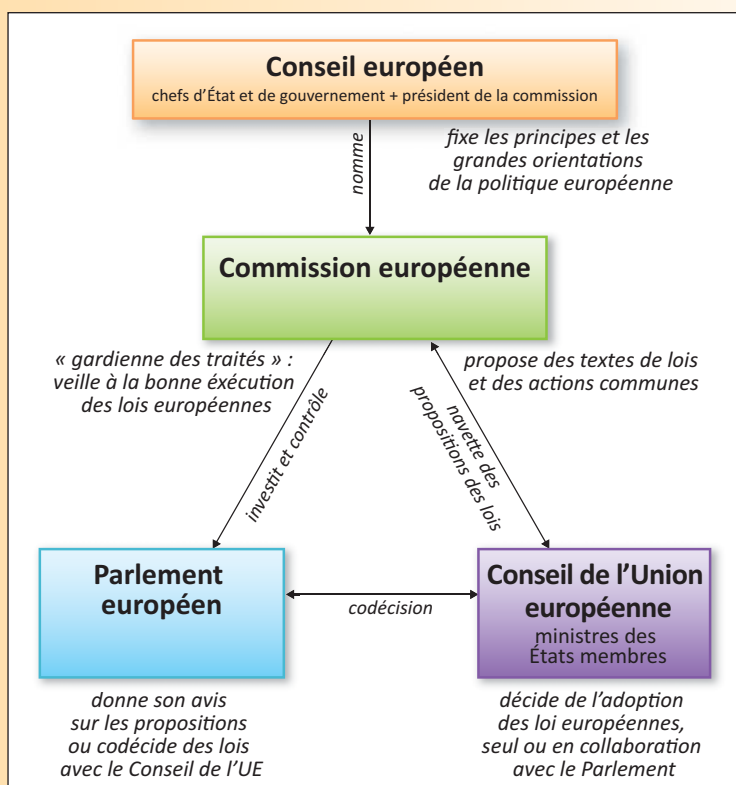 Conseil européen
chefs d'État et de gouvernement + président de la commission
nomme
fixe les principes et les
grandes orientations
de la politique européenne
Commission européenne
« gardienne des traités » :
veille à la bonne éxécution
des lois européennes
propose des textes de lois
et des actions communes
investit et contrôle
navette des
propositions des lois
Parlement
européen
codécision
Conseil de l'Union
européenne
ministres des
États membres
donne son avis
sur les propositions
ou codécide des lois
avec le Conseil de l'UE
décide de l'adoption
des loi européennes,
seul ou en collaboration
avec le Parlement